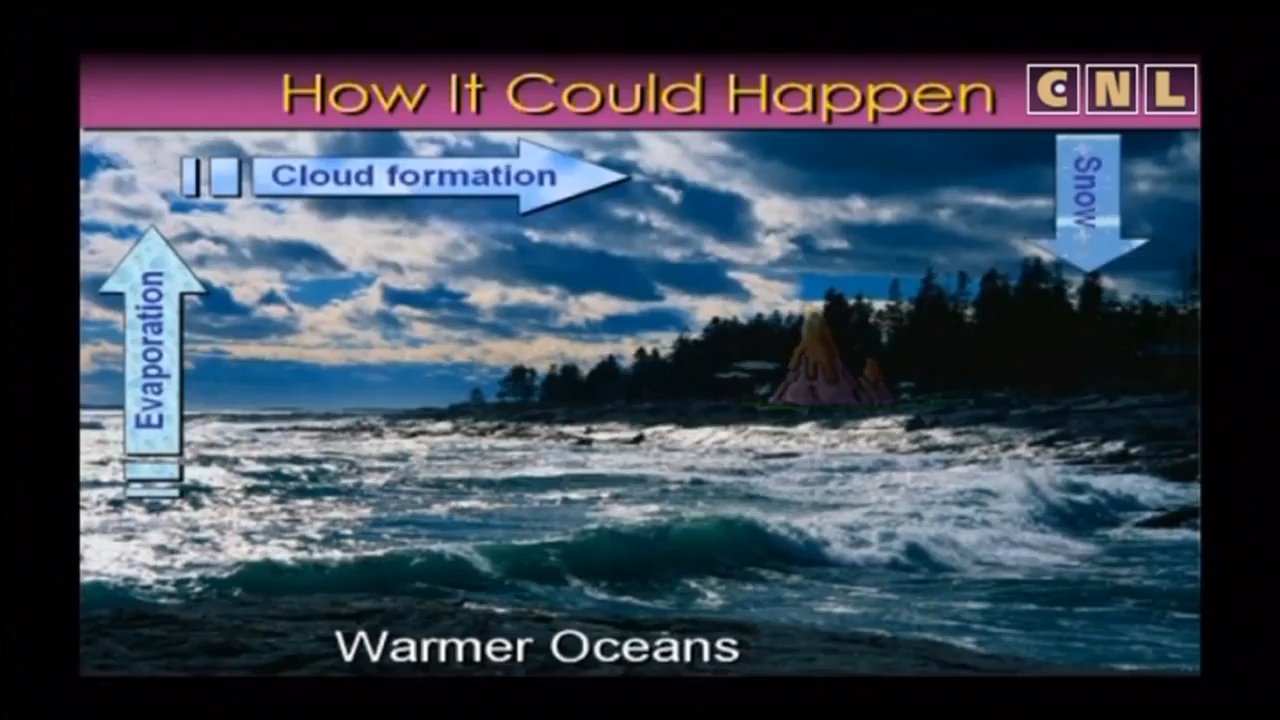 How It Could Happen
CNL
Cloud formation
Snow
Evaporation
Warmer Oceans